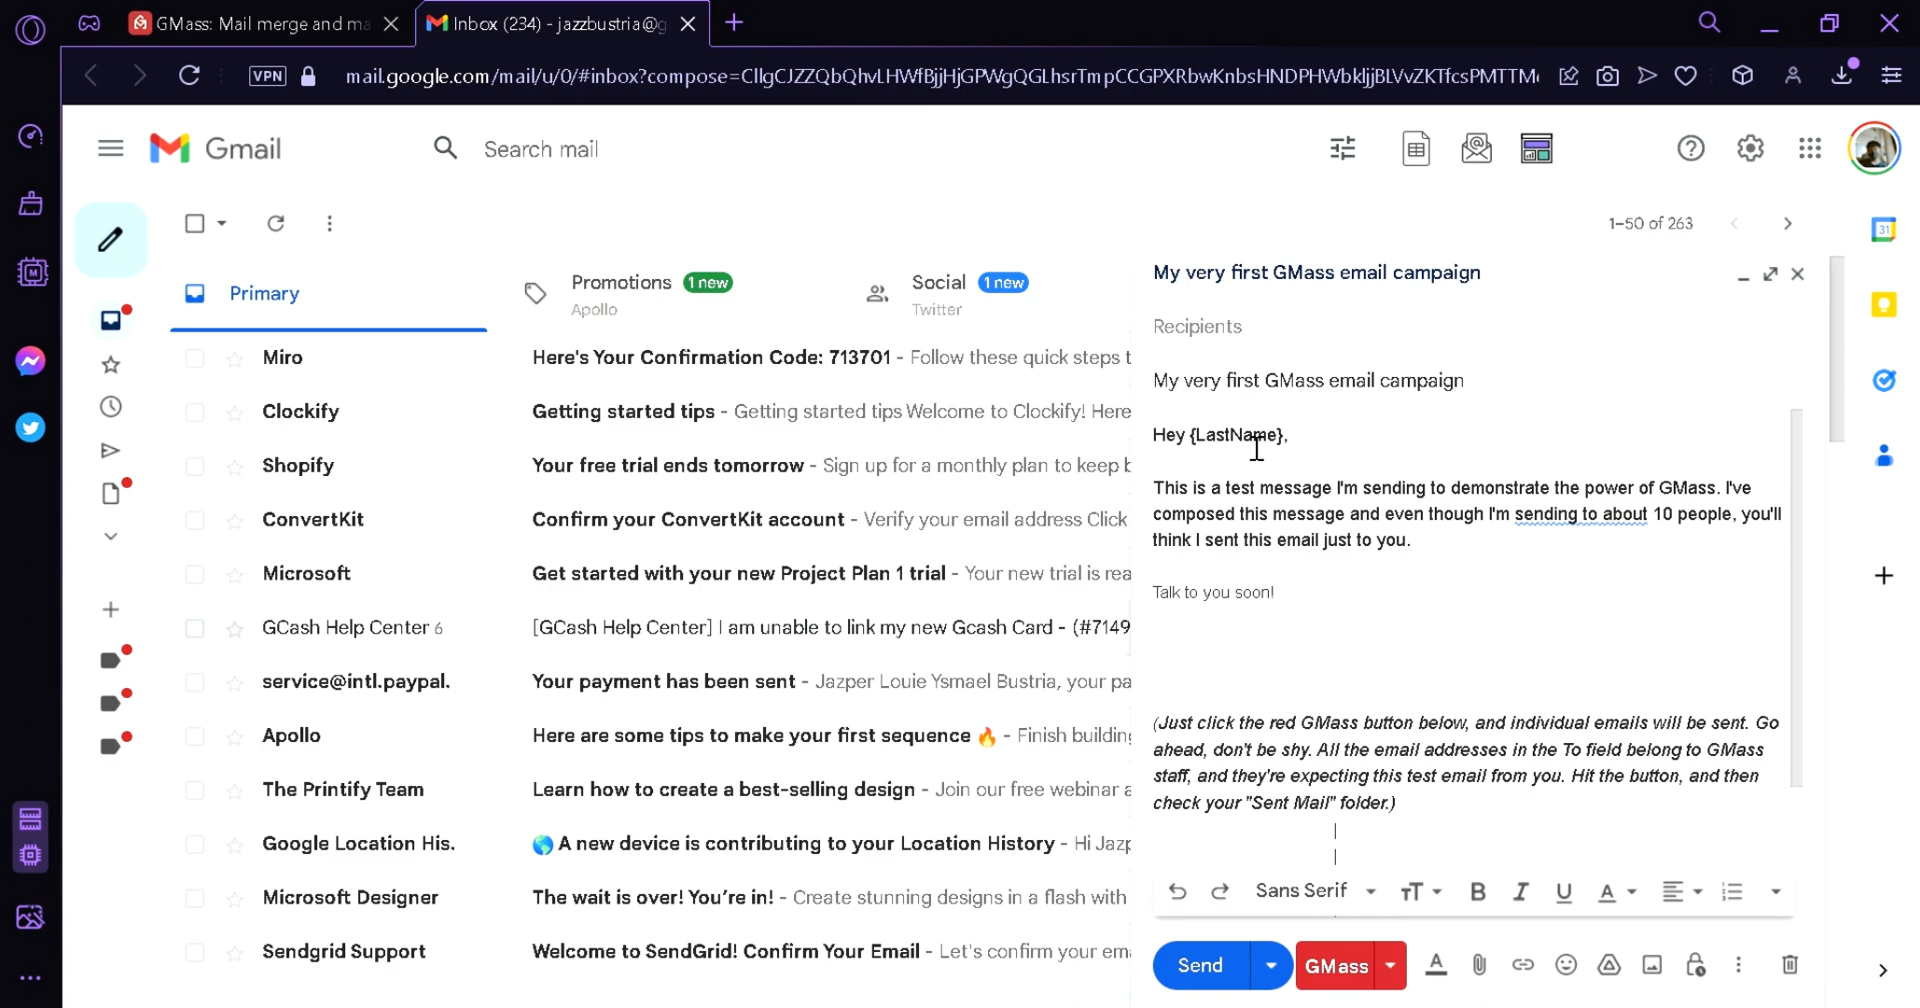 GMass: Mail merge and ma
Inbox (234) - jazzbustria@g
VPN
mail.google.com/mail/u/0/#inbox?compose=
Gmail
Search mail
1–50 of 263
Primary
Promotions 1 new
Apollo
Social 1 new
Twitter
Miro Here's Your Confirmation Code: 713701 - Follow these quick steps t
Clockify Getting started tips - Getting started tips Welcome to Clockify! Here
Shopify Your free trial ends tomorrow - Sign up for a monthly plan to keep b
ConvertKit Confirm your ConvertKit account - Verify your email address Click
Microsoft Get started with your new Project Plan 1 trial - Your new trial is rea
GCash Help Center 6 [GCash Help Center] I am unable to link my new Gcash Card - (#7149
service@intl.paypal. Your payment has been sent - Jazper Louie Ysmael Bustria, your pa
Apollo Here are some tips to make your first sequence 🔥 - Finish building
The Printify Team Learn how to create a best-selling design - Join our free webinar a
Google Location His. 🌎 A new device is contributing to your Location History - Hi Jazp
Microsoft Designer The wait is over! You're in! - Create stunning designs in a flash with
Sendgrid Support Welcome to SendGrid! Confirm Your Email - Let's confirm your em
My very first GMass email campaign
Recipients
My very first GMass email campaign
Hey {LastName},
This is a test message I'm sending to demonstrate the power of GMass. I've
composed this message and even though I'm sending to about 10 people, you'll
think I sent this email just to you.
Talk to you soon!
(Just click the red GMass button below, and individual emails will be sent. Go
ahead, don't be shy. All the email addresses in the To field belong to GMass
staff, and they're expecting this test email from you. Hit the button, and then
check your "Sent Mail" folder.)
Sans Serif
Send
GMass
31